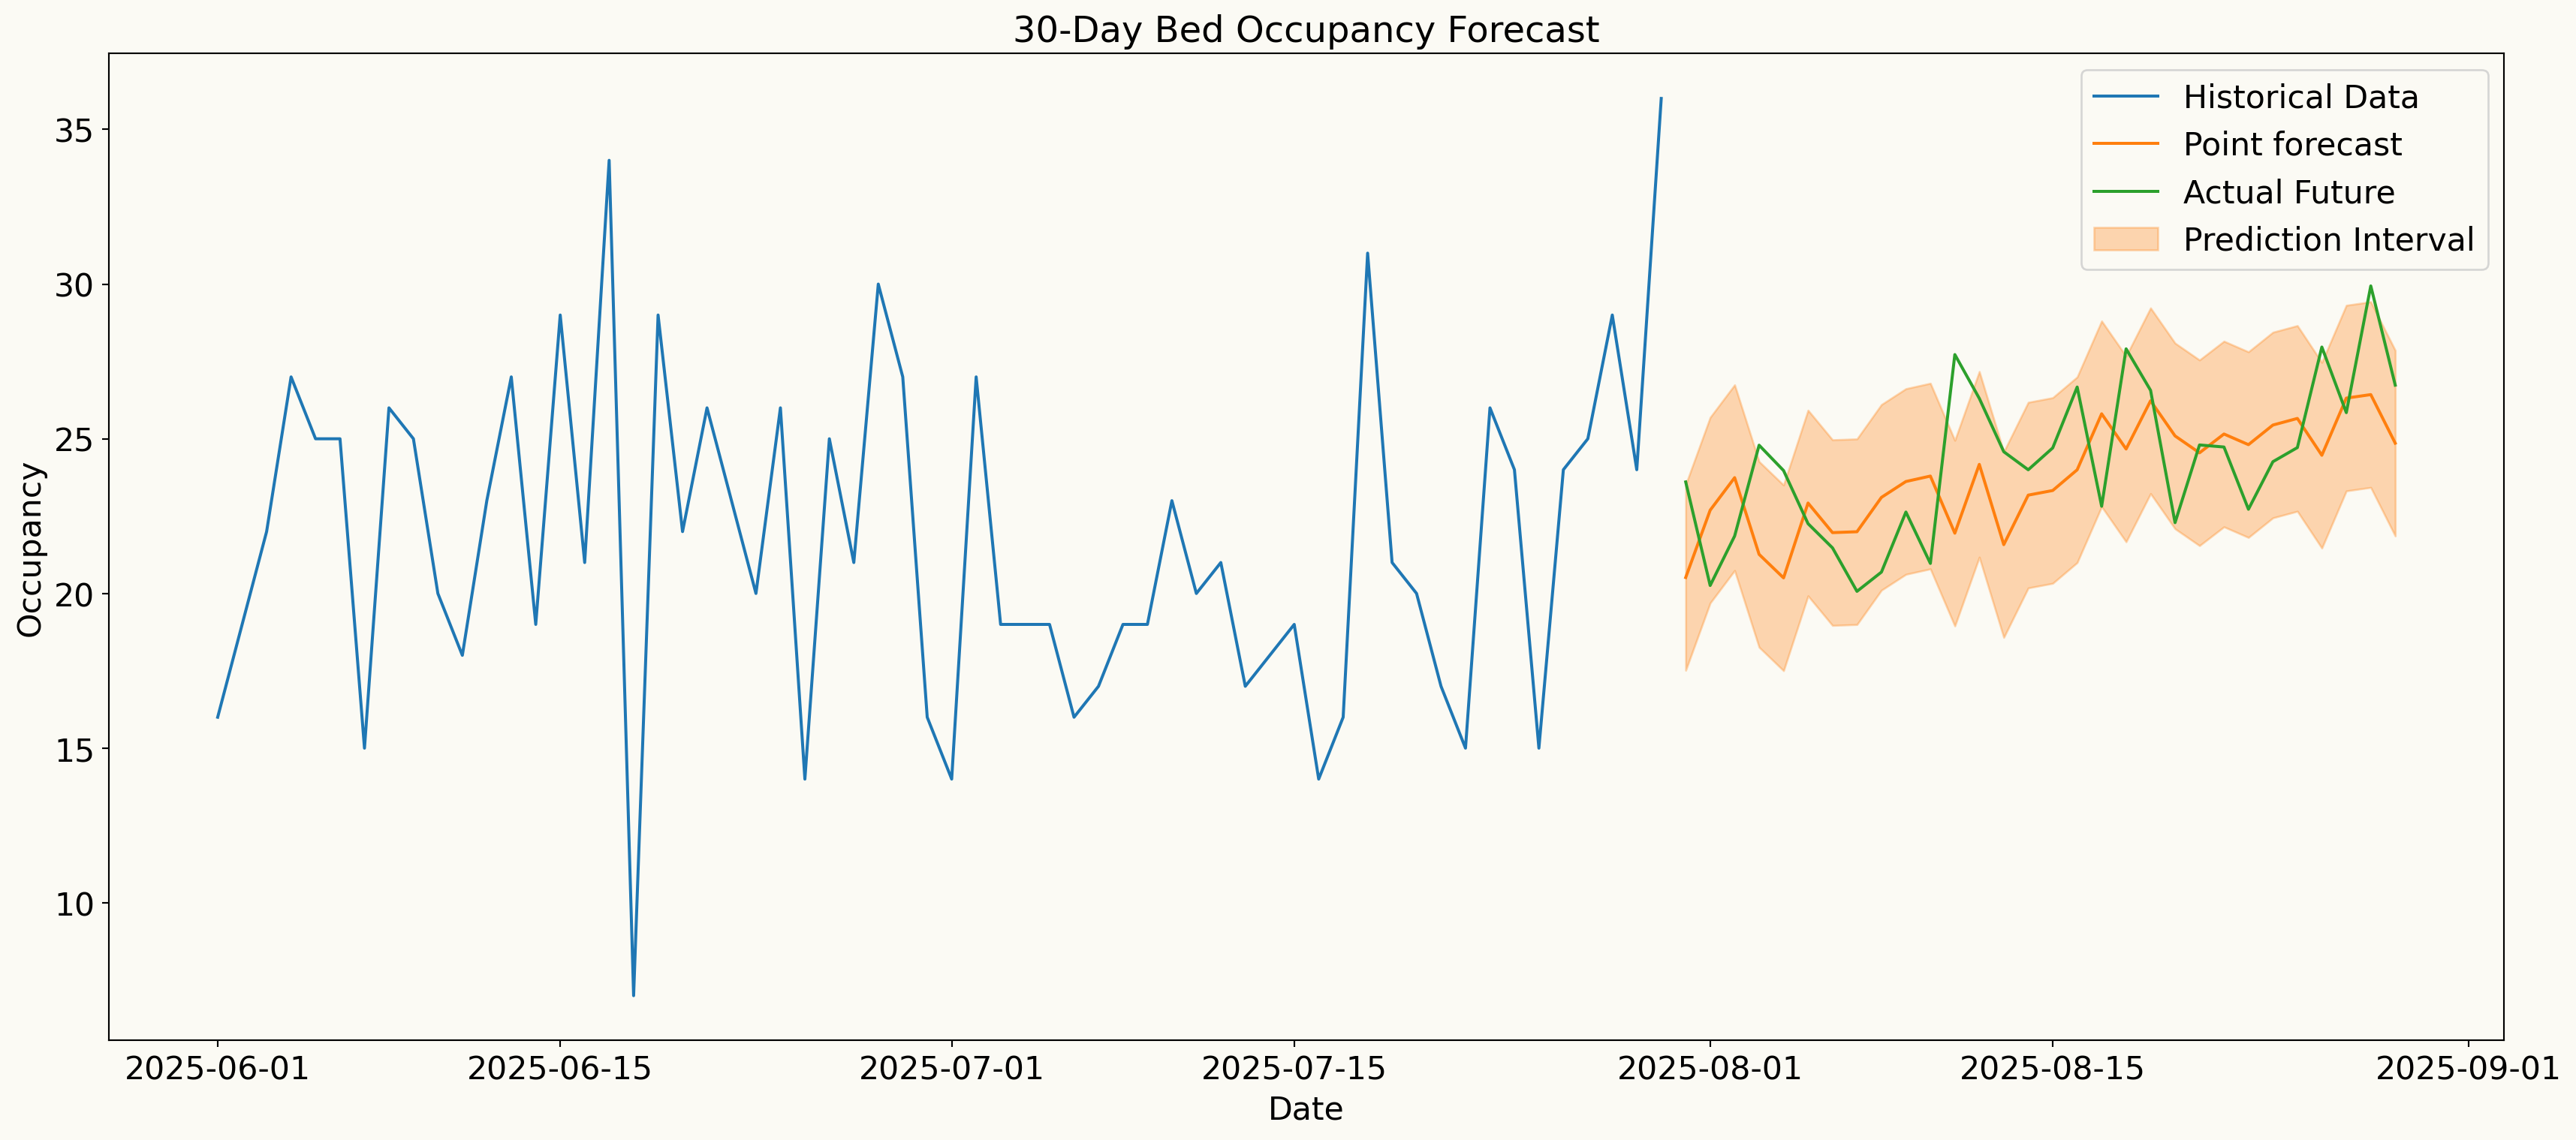 30-Day Bed Occupancy Forecast
Historical Data
Point forecast
Actual Future
Prediction Interval
35
30
25
20
15
10
Occupancy
2025-06-01 2025-06-15 2025-07-01 2025-07-15 2025-08-01 2025-08-15 2025-09-01
Date